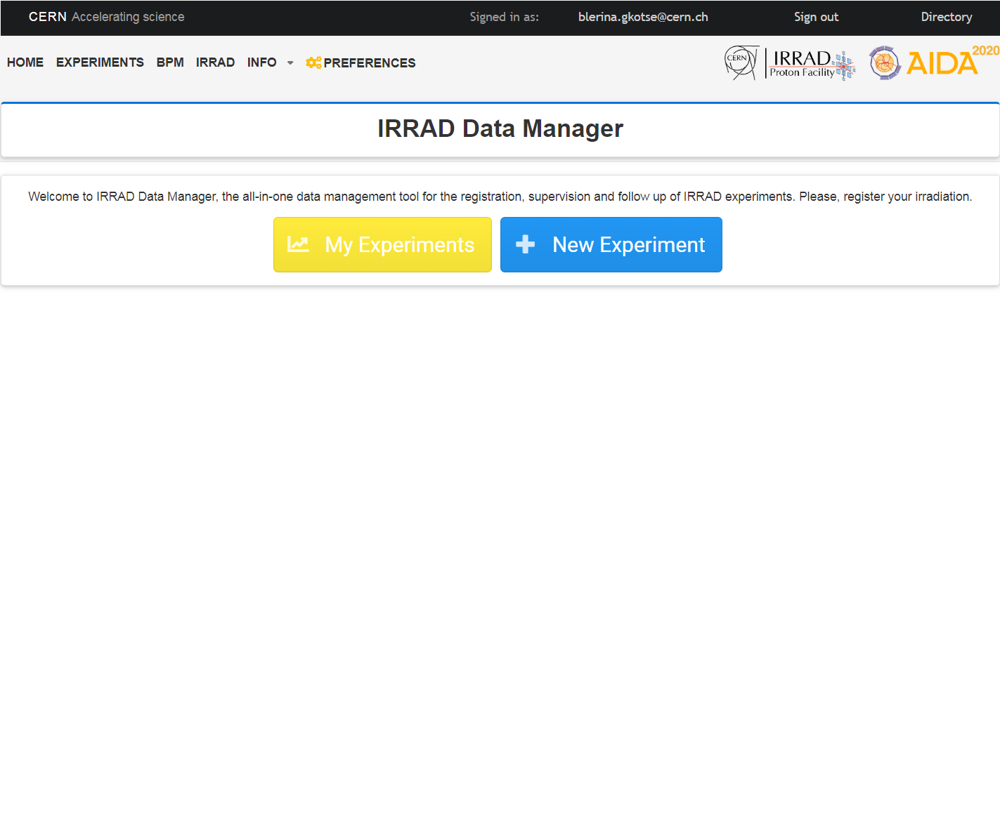 CERN Accelerating science Signed in as: blerina.gkotse@cern.ch Sign out Directory
HOME EXPERIMENTS BPM IRRAD INFO PREFERENCES
CERN IRRAD Proton Facility AIDA 2020
IRRAD Data Manager
Welcome to IRRAD Data Manager, the all-in-one data management tool for the registration, supervision and follow up of IRRAD experiments. Please, register your irradiation.
My Experiments New Experiment